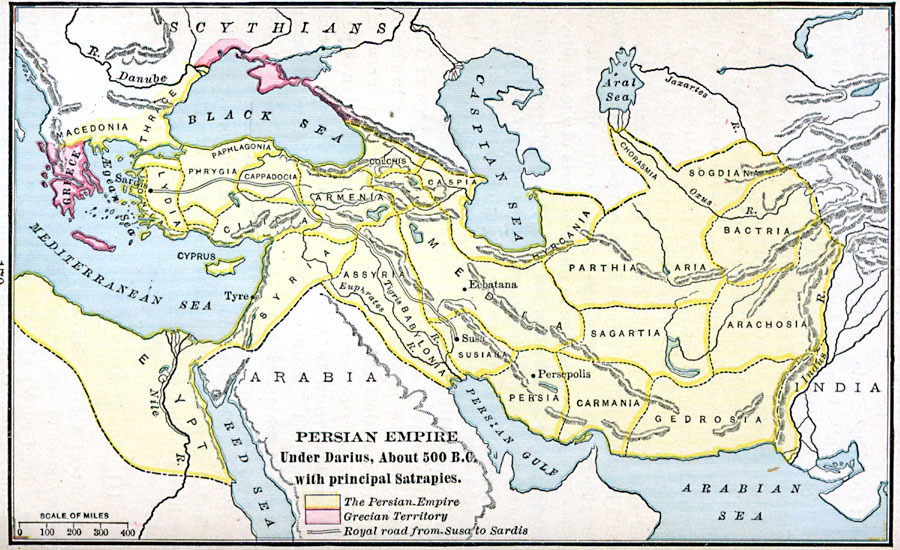 SCYTHIANS
R.
Danube
Aral
Sea
Jaxartes
R.
MACEDONIA
THRACE
BLACK SEA
CASPIAN SEA
CHORASMIA
SOGDIANA
Oxus
R.
BACTRIA
PAPHLAGONIA
PHRYGIA
CAPPADOCIA
COLCHIS
CASPIA
ARMENIA
GREECE
Ægean
Sea
Sardis
LYDIA
CILICIA
MEDIA
HYRCANIA
PARTHIA
ARIA
MEDITERRANEAN SEA
CYPRUS
SYRIA
ASSYRIA
Tigris
R.
Euphrates
R.
BABYLONIA
Ecbatana
Tyre
Susa
SUSIANA
SAGARTIA
ARACHOSIA
Indus
R.
INDIA
EGYPT
Nile
R.
ARABIA
Persepolis
PERSIA
CARMANIA
GEDROSIA
PERSIAN
GULF
RED SEA
ARABIAN
SEA
PERSIAN EMPIRE
Under Darius, About 500 B.C.
with principal Satrapies.
The Persian Empire
Grecian Territory
Royal road from Susa to Sardis
SCALE OF MILES
0 100 200 300 400